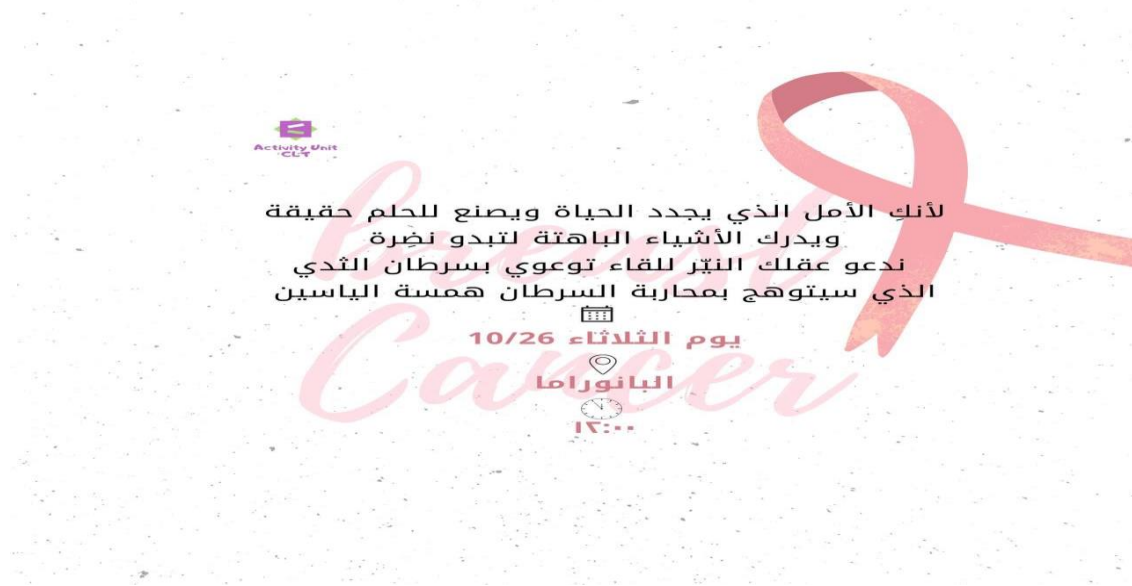 Activity Unit
CLT
breast
Cancer
لأنكِ الأمل الذي يجدد الحياة ويصنع للحلم حقيقة
ويدرك الأشياء الباهتة لتبدو نضِرة
ندعو عقلك النيّر للقاء توعوي بسرطان الثدي
الذي سيتوهج بمحاربة السرطان همسة الياسين
يوم الثلاثاء 10/26
البانوراما
١٢:٠٠